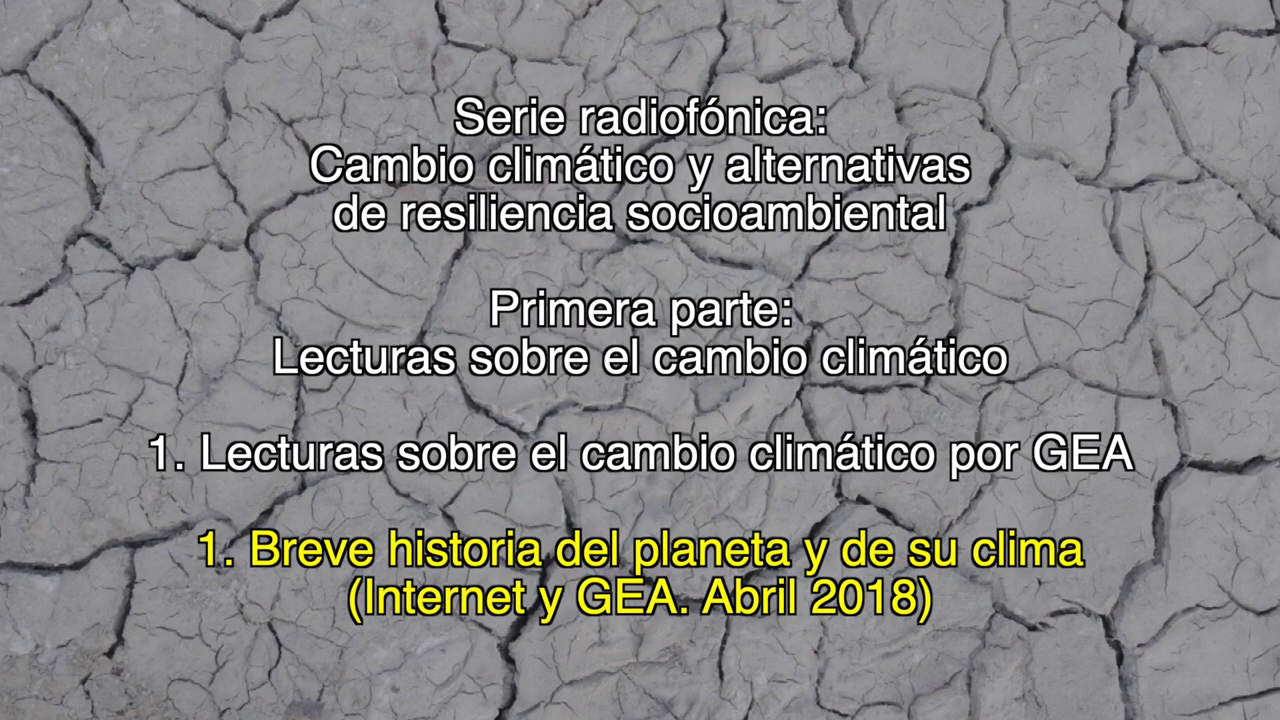 Serie radiofónica:
Cambio climático y alternativas
de resiliencia socioambiental
Primera parte:
Lecturas sobre el cambio climático
1. Lecturas sobre el cambio climático por GEA
1. Breve historia del planeta y de su clima
(Internet y GEA. Abril 2018)